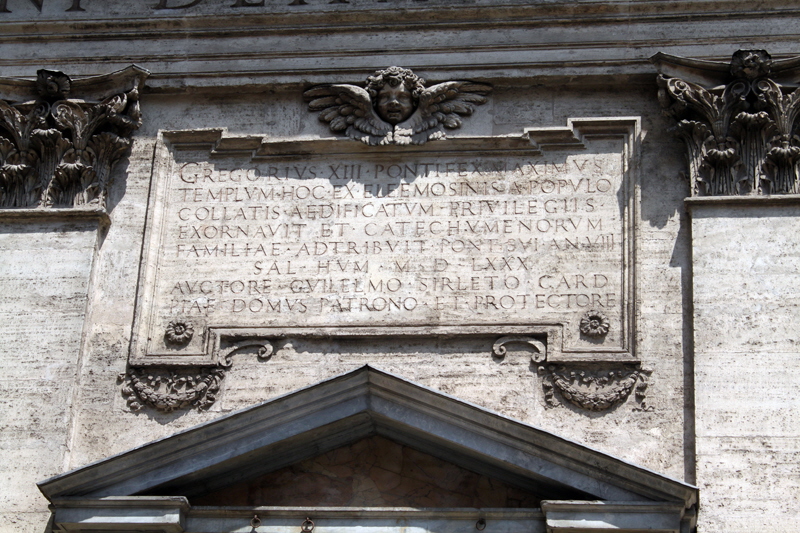 GREGORIVS · XIII · PONTIFEX · MAXIMVS
TEMPLVM · HOC · EX · ELEEMOSINIS · A · POPVLO
COLLATIS · AEDIFICATVM · PRIVILEGIIS
EXORNAVIT · ET · CATECHVMENORVM
FAMILIAE · ADTRIBVIT · PONT · SVI · AN · VIII
SAL · HVM · M · D · LXXX
AVCTORE · GVILELMO · SIRLETO · CARD
PIAE · DOMVS · PATRONO · ET · PROTECTORE